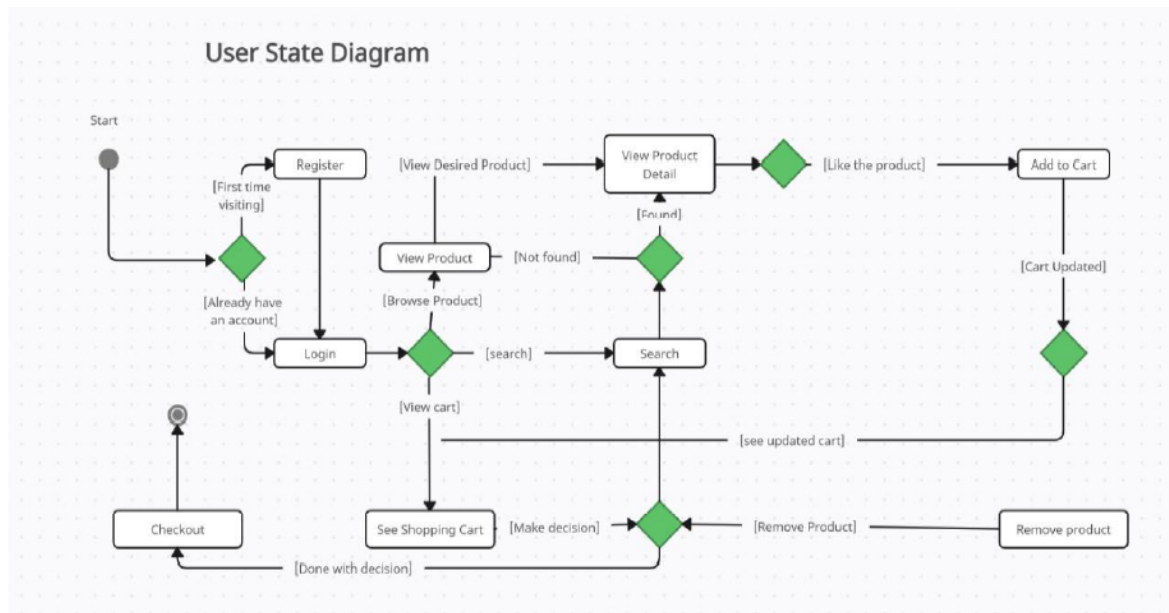 User State Diagram
Start
Register
[View Desired Product]
View Product
Detail
[Like the product]
Add to Cart
[First time
visiting]
[Found]
View Product
[Not found]
[Cart Updated]
[Already have
an account]
[Browse Product]
Login
[search]
Search
[View cart]
[see updated cart]
Checkout
See Shopping Cart
[Make decision]
[Remove Product]
Remove product
[Done with decision]